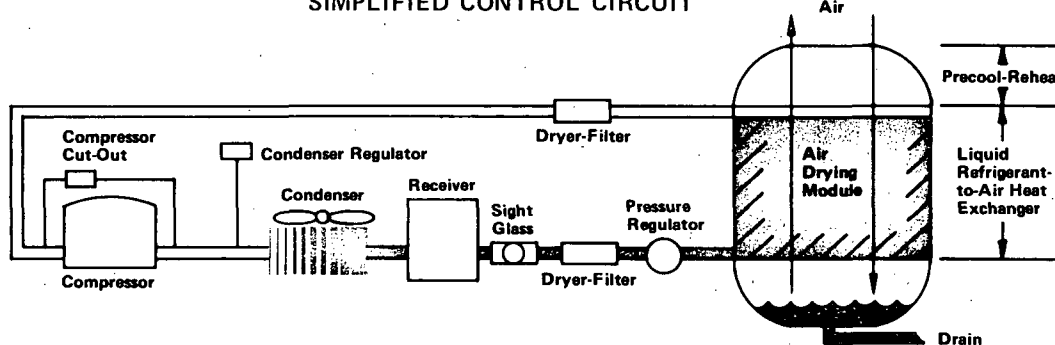 SIMPLIFIED CONTROL CIRCUIT
Air
Precool-Rehea
Dryer-Filter
Compressor
Cut-Out
Condenser Regulator
Air
Drying
Module
Liquid
Refrigerant-
to-Air Heat
Exchanger
Condenser
Receiver
Sight
Glass
Pressure
Regulator
Compressor
Dryer-Filter
Drain